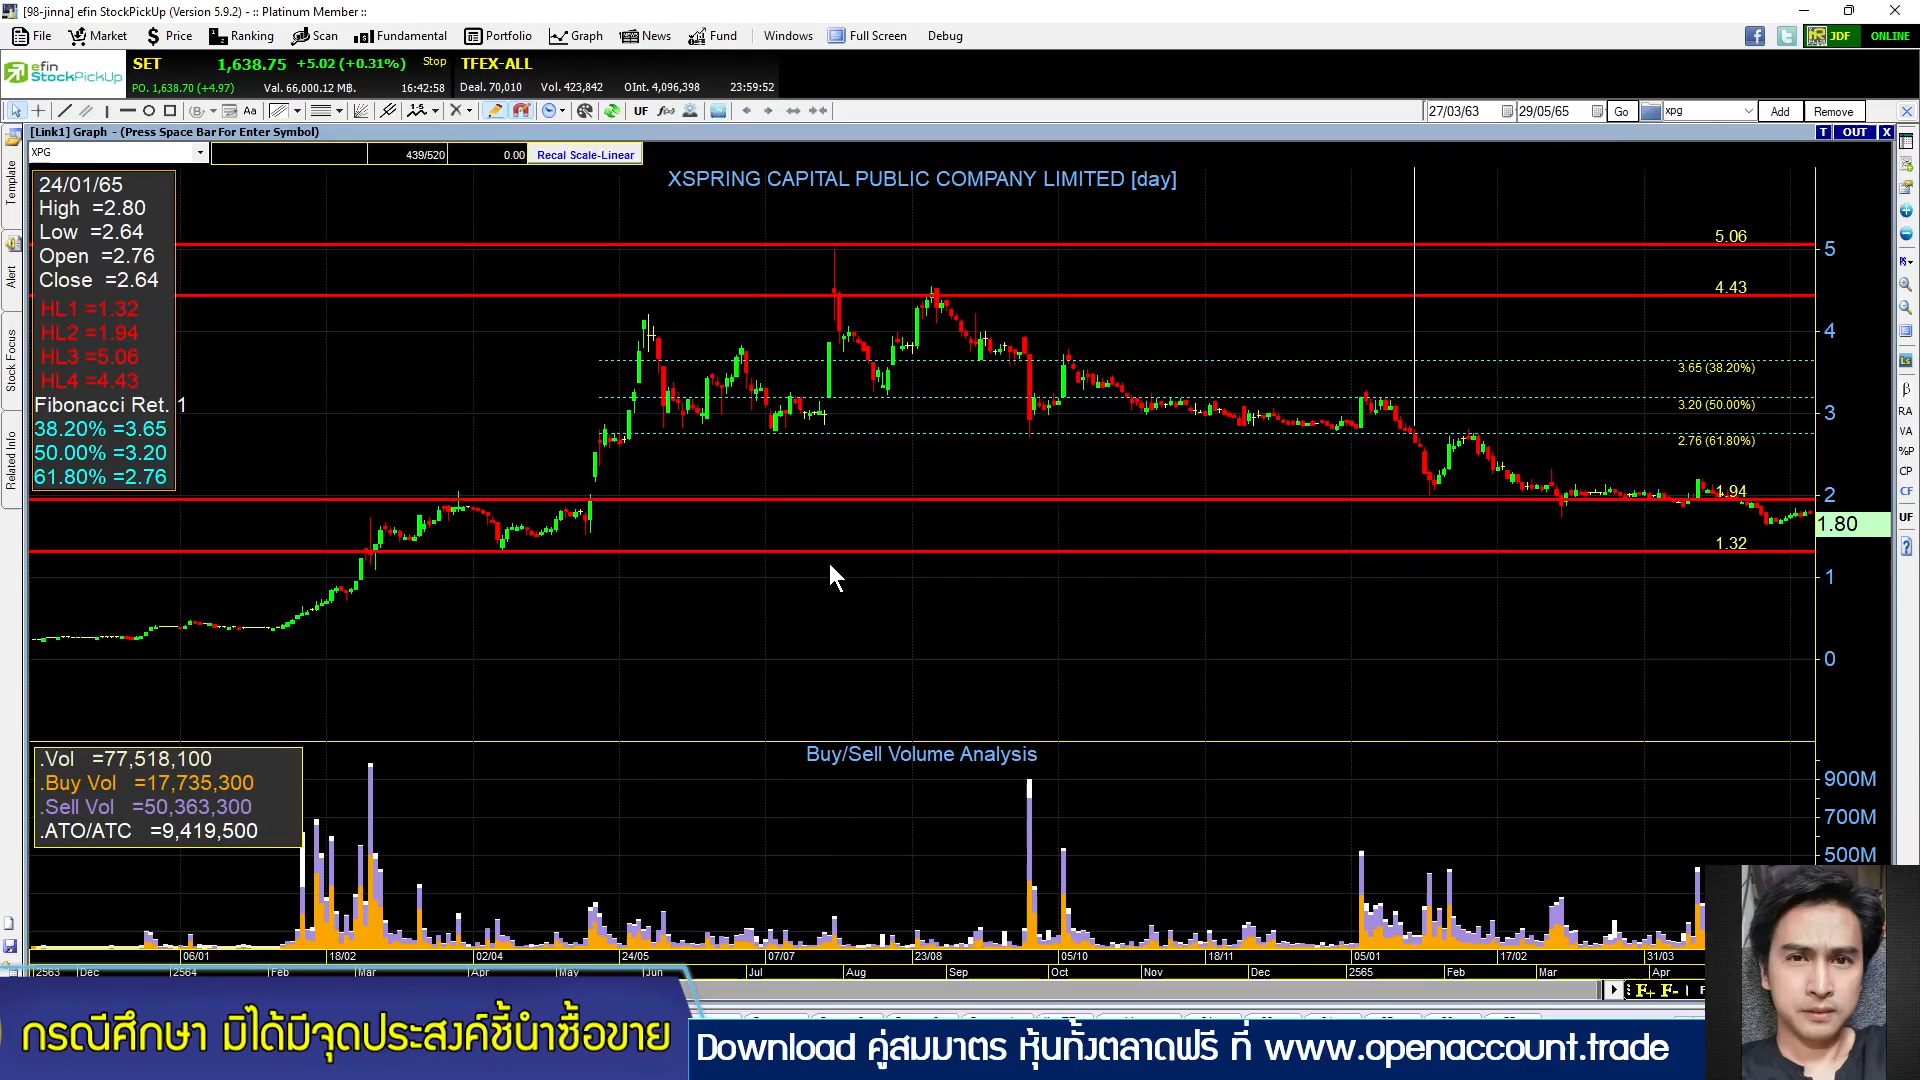 [98-jinna] efin StockPickUp (Version 5.9.2) - :: Platinum Member ::
File Market Price Ranking Scan Fundamental Portfolio Graph News Fund Windows Full Screen Debug JDF ONLINE
efin StockPickUp
SET 1,638.75 +5.02 (+0.31%) Stop TFEX-ALL
PO. 1,638.70 (+4.97) Val. 66,000.12 MB. 16:42:58 Deal. 70,010 Vol. 423,842 OInt. 4,096,398 23:59:52
Aa UF 27/03/63 29/05/65 Go xpg Add Remove
[Link1] Graph - (Press Space Bar For Enter Symbol) T OUT X
XPG 439/520 0.00 Recal Scale-Linear
XSPRING CAPITAL PUBLIC COMPANY LIMITED [day]
24/01/65
High =2.80
Low =2.64
Open =2.76
Close =2.64
HL1 =1.32
HL2 =1.94
HL3 =5.06
HL4 =4.43
Fibonacci Ret. 1
38.20% =3.65
50.00% =3.20
61.80% =2.76
Template
Alert
Stock Focus
Related Info
5.06
4.43
3.65 (38.20%)
3.20 (50.00%)
2.76 (61.80%)
1.94
1.32
5
4
3
2
1.80
1
0
Ls
β
RA
VA
%P
CP
CF
UF
Buy/Sell Volume Analysis
.Vol =77,518,100
.Buy Vol =17,735,300
.Sell Vol =50,363,300
.ATO/ATC =9,419,500
900M
700M
500M
06/01 18/02 02/04 24/05 07/07 23/08 05/10 18/11 05/01 17/02 31/03
2563 Dec 2564 Feb Mar Apr May Jun Jul Aug Sep Oct Nov Dec 2565 Feb Mar Apr
F+ F-
กรณีศึกษา มิได้มีจุดประสงค์ชี้นำซื้อขาย
Download คู่สมมาตร หุ้นทั้งตลาดฟรี ที่ www.openaccount.trade